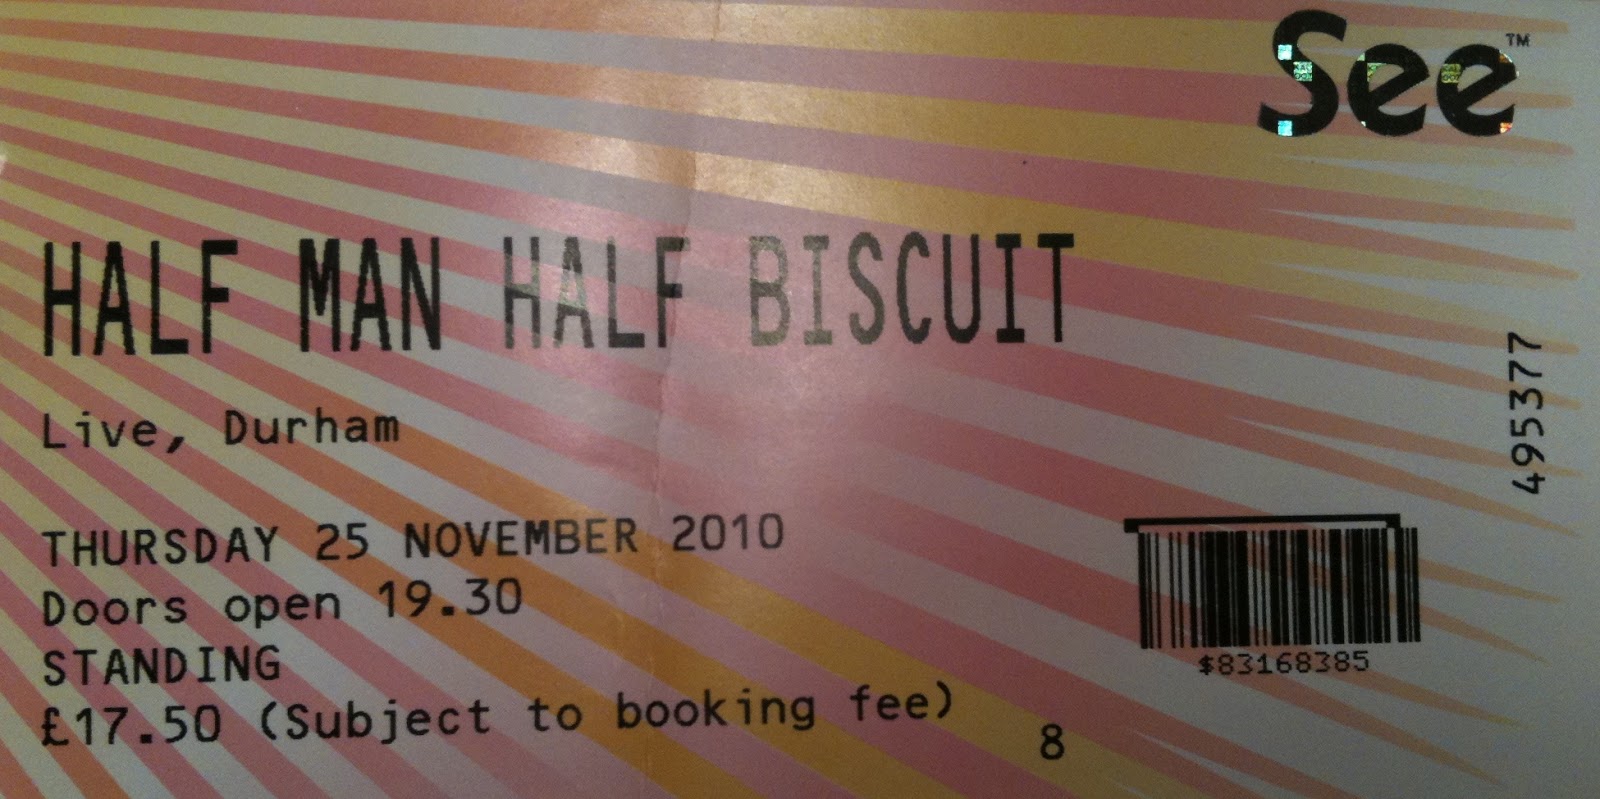 See™
HALF MAN HALF BISCUIT
Live, Durham
THURSDAY 25 NOVEMBER 2010
Doors open 19.30
STANDING
£17.50 (Subject to booking fee)
8
$83168385
495377